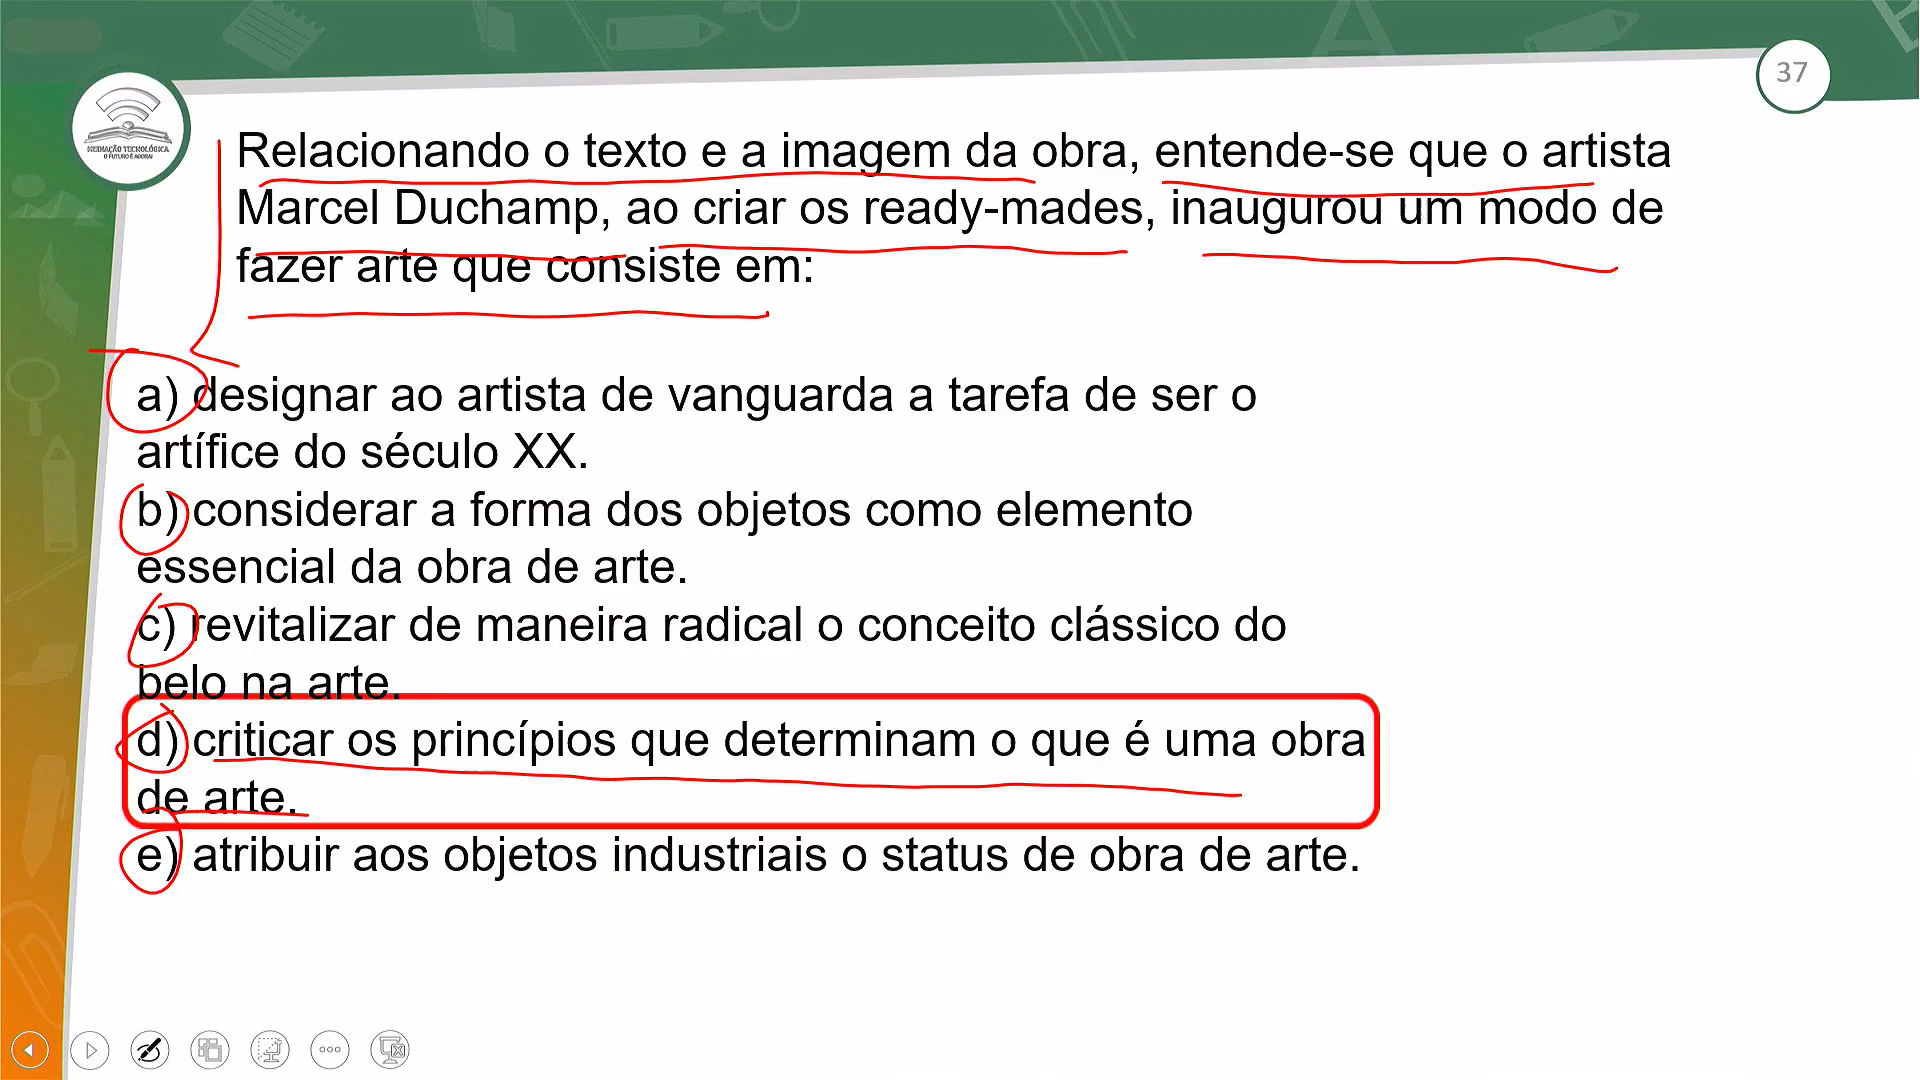 37
MEDIAÇÃO TECNOLÓGICA
O FUTURO É AGORA!
Relacionando o texto e a imagem da obra, entende-se que o artista
Marcel Duchamp, ao criar os ready-mades, inaugurou um modo de
fazer arte que consiste em:
a) designar ao artista de vanguarda a tarefa de ser o
artífice do século XX.
b) considerar a forma dos objetos como elemento
essencial da obra de arte.
c) revitalizar de maneira radical o conceito clássico do
belo na arte.
d) criticar os princípios que determinam o que é uma obra
de arte.
e) atribuir aos objetos industriais o status de obra de arte.